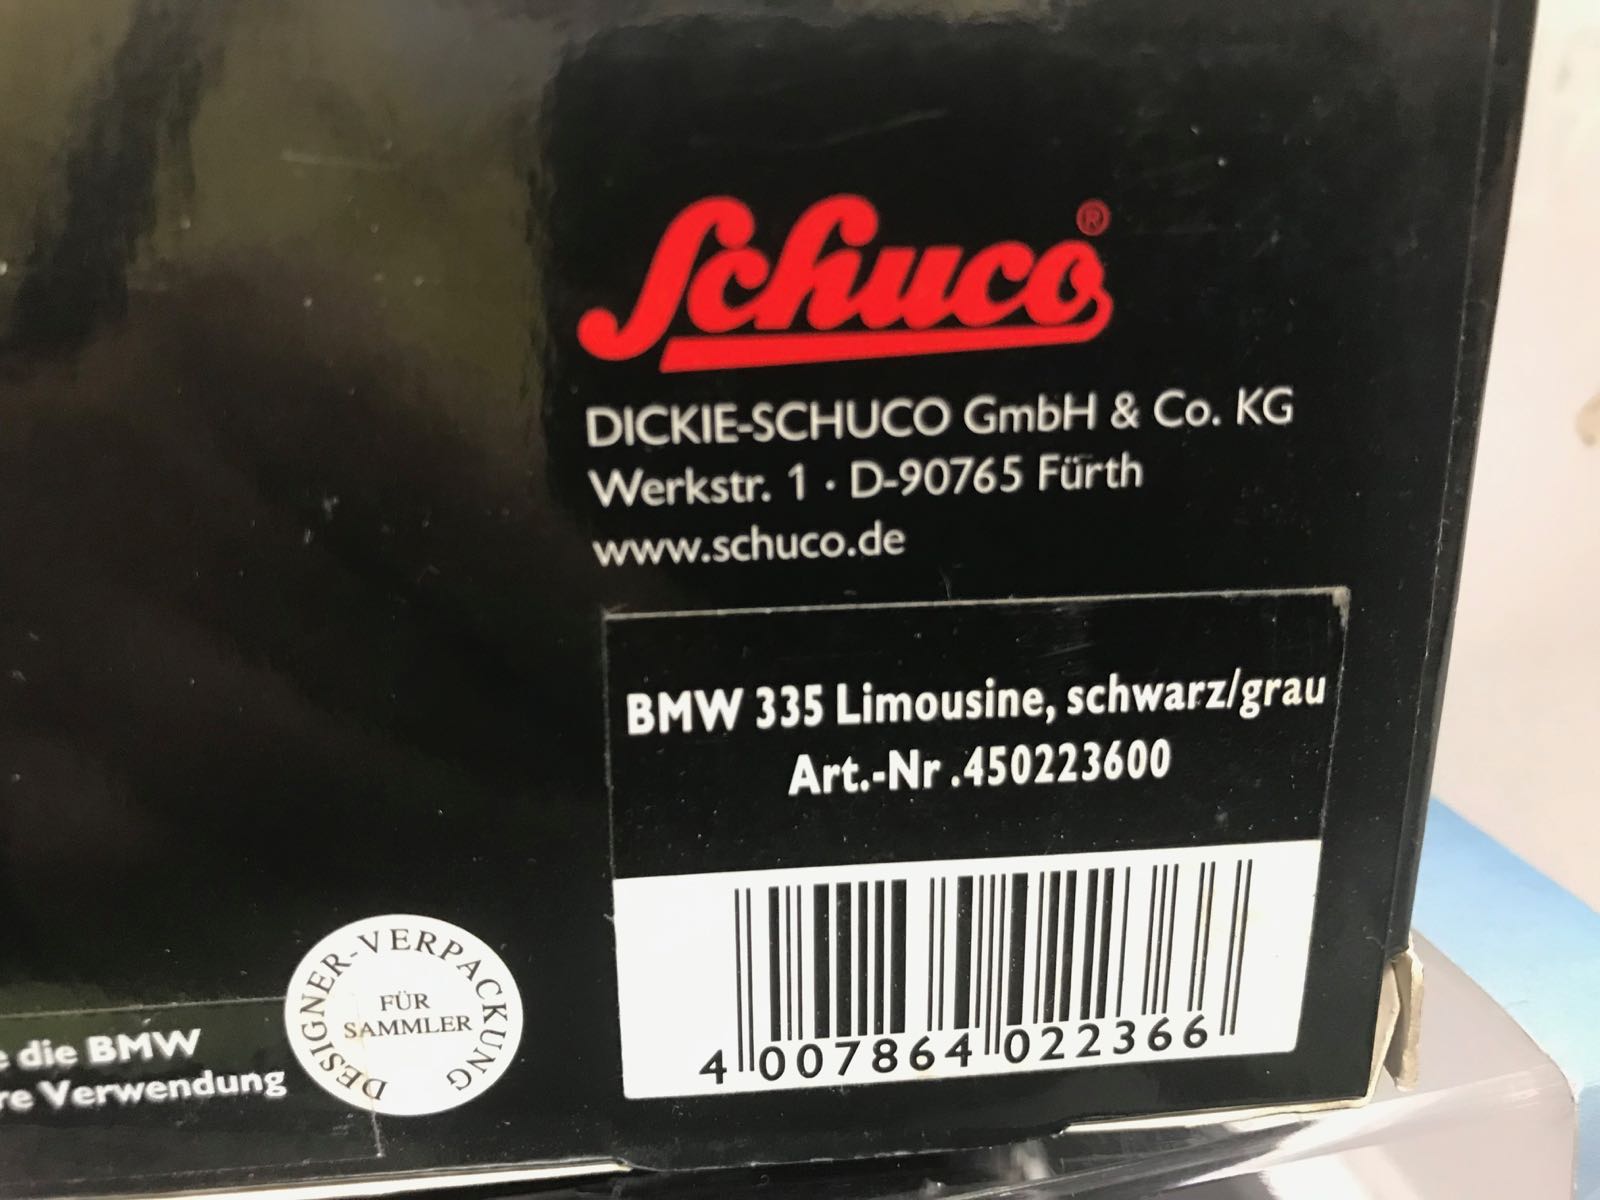 Schuco®
DICKIE-SCHUCO GmbH & Co. KG
Werkstr. 1 · D-90765 Fürth
www.schuco.de
BMW 335 Limousine, schwarz/grau
Art.-Nr .450223600
4 007864 022366
DESIGNER-VERPACKUNG
FÜR
SAMMLER
die BMW
Verwendung